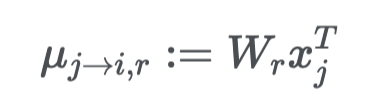 μ_{j→i,r} := W_r x_j^T